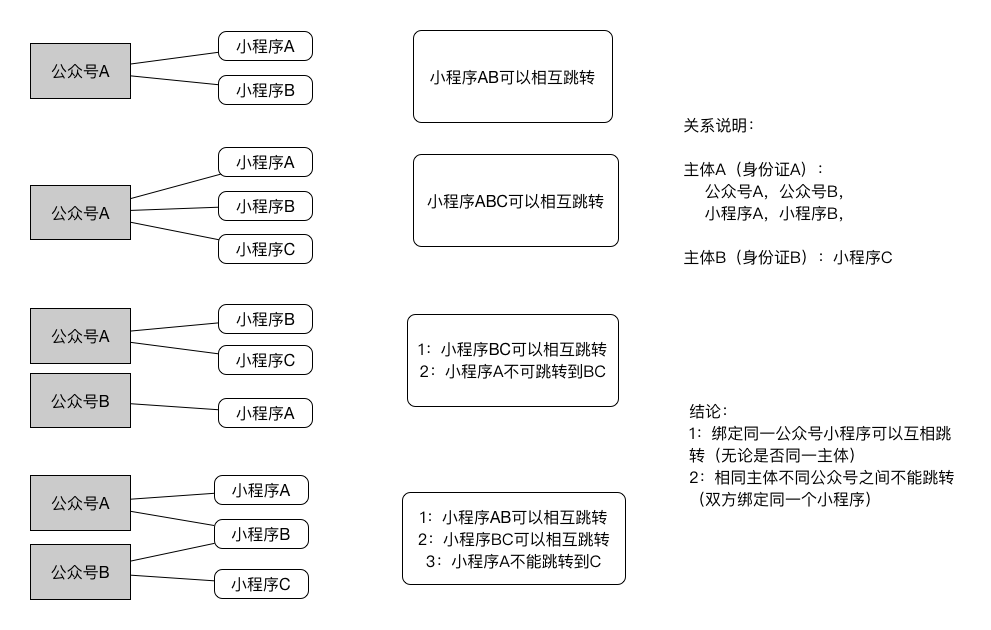 公众号A
小程序A
小程序B
小程序AB可以相互跳转
公众号A
小程序A
小程序B
小程序C
小程序ABC可以相互跳转
公众号A
小程序B
小程序C
公众号B
小程序A
1：小程序BC可以相互跳转
2：小程序A不可跳转到BC
公众号A
小程序A
小程序B
公众号B
小程序C
1：小程序AB可以相互跳转
2：小程序BC可以相互跳转
3：小程序A不能跳转到C
关系说明：
主体A（身份证A）：
公众号A，公众号B，
小程序A，小程序B，
主体B（身份证B）：小程序C
结论：
1：绑定同一公众号小程序可以互相跳
转（无论是否同一主体）
2：相同主体不同公众号之间不能跳转
（双方绑定同一个小程序）